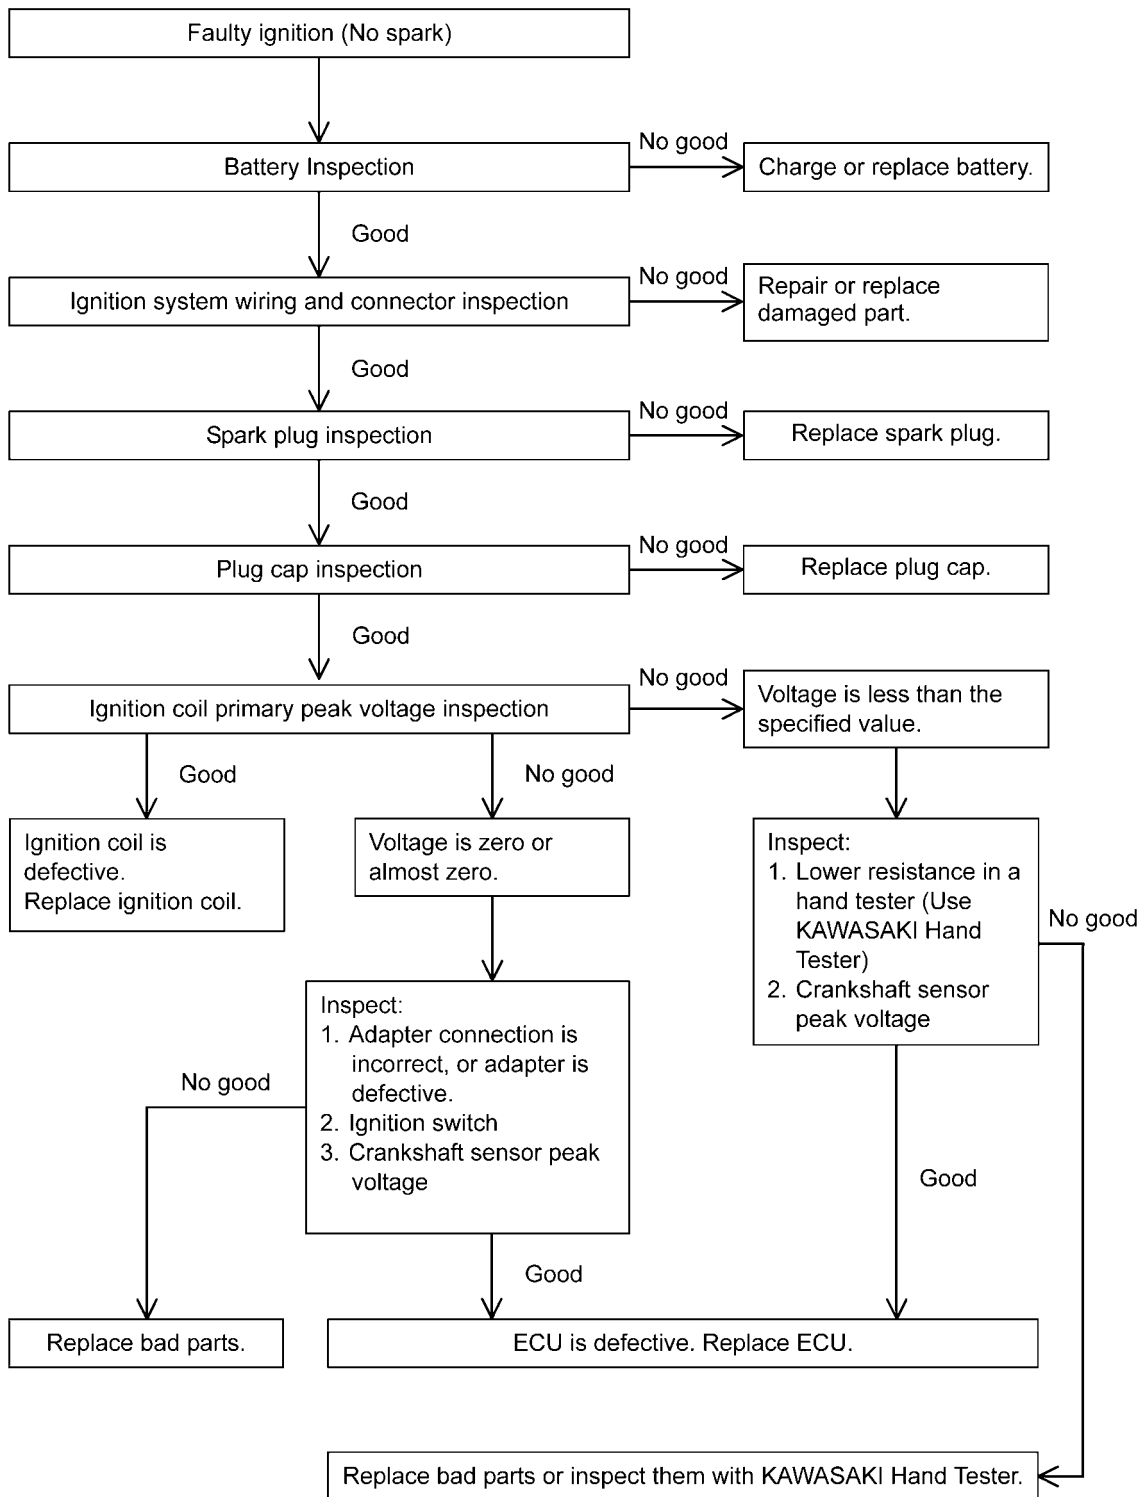 Faulty ignition (No spark)
No good
Battery Inspection
Charge or replace battery.
Good
No good
Ignition system wiring and connector inspection
Repair or replace
damaged part.
Good
No good
Spark plug inspection
Replace spark plug.
Good
No good
Plug cap inspection
Replace plug cap.
Good
No good
Ignition coil primary peak voltage inspection
Voltage is less than the
specified value.
Good
No good
Ignition coil is
defective.
Replace ignition coil.
Voltage is zero or
almost zero.
Inspect:
1. Lower resistance in a
hand tester (Use
KAWASAKI Hand
Tester)
2. Crankshaft sensor
peak voltage
No good
Inspect:
1. Adapter connection is
incorrect, or adapter is
defective.
2. Ignition switch
3. Crankshaft sensor peak
voltage
No good
Good
Good
Replace bad parts.
ECU is defective. Replace ECU.
Replace bad parts or inspect them with KAWASAKI Hand Tester.